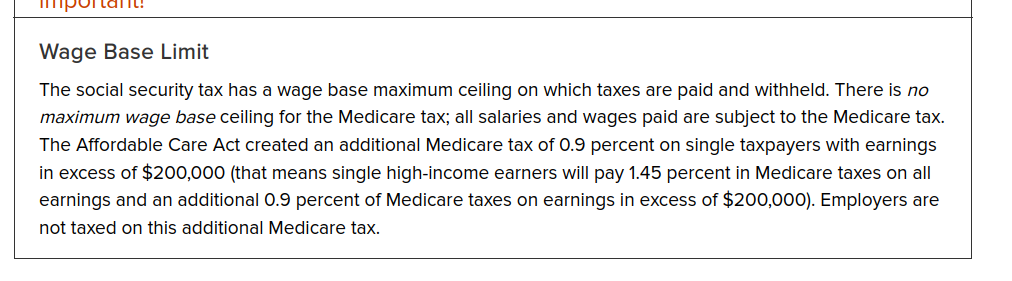 Important!
Wage Base Limit
The social security tax has a wage base maximum ceiling on which taxes are paid and withheld. There is no
maximum wage base ceiling for the Medicare tax; all salaries and wages paid are subject to the Medicare tax.
The Affordable Care Act created an additional Medicare tax of 0.9 percent on single taxpayers with earnings
in excess of $200,000 (that means single high-income earners will pay 1.45 percent in Medicare taxes on all
earnings and an additional 0.9 percent of Medicare taxes on earnings in excess of $200,000). Employers are
not taxed on this additional Medicare tax.